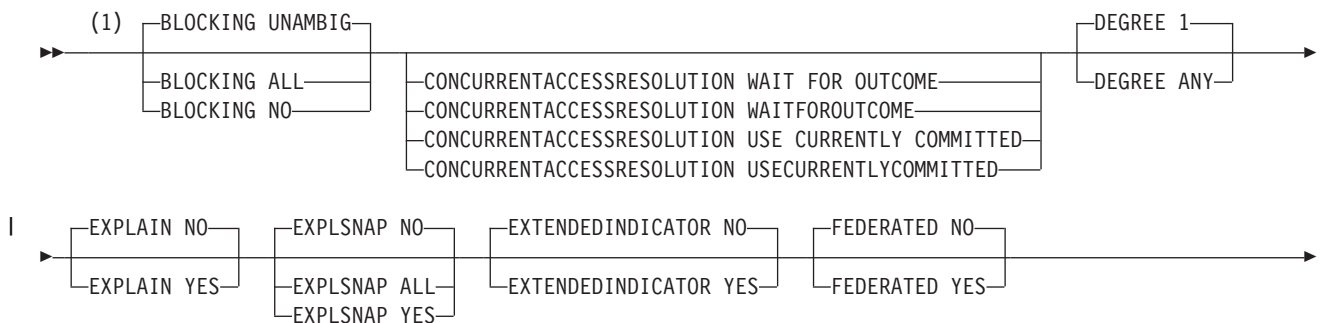 (1) BLOCKING UNAMBIG DEGREE 1
BLOCKING ALL CONCURRENTACCESSRESOLUTION WAIT FOR OUTCOME DEGREE ANY
BLOCKING NO CONCURRENTACCESSRESOLUTION WAITFOROUTCOME
CONCURRENTACCESSRESOLUTION USE CURRENTLY COMMITTED
CONCURRENTACCESSRESOLUTION USECURRENTLYCOMMITTED
| EXPLAIN NO EXPLSNAP NO EXTENDEDINDICATOR NO FEDERATED NO
EXPLAIN YES EXPLSNAP ALL EXTENDEDINDICATOR YES FEDERATED YES
EXPLSNAP YES